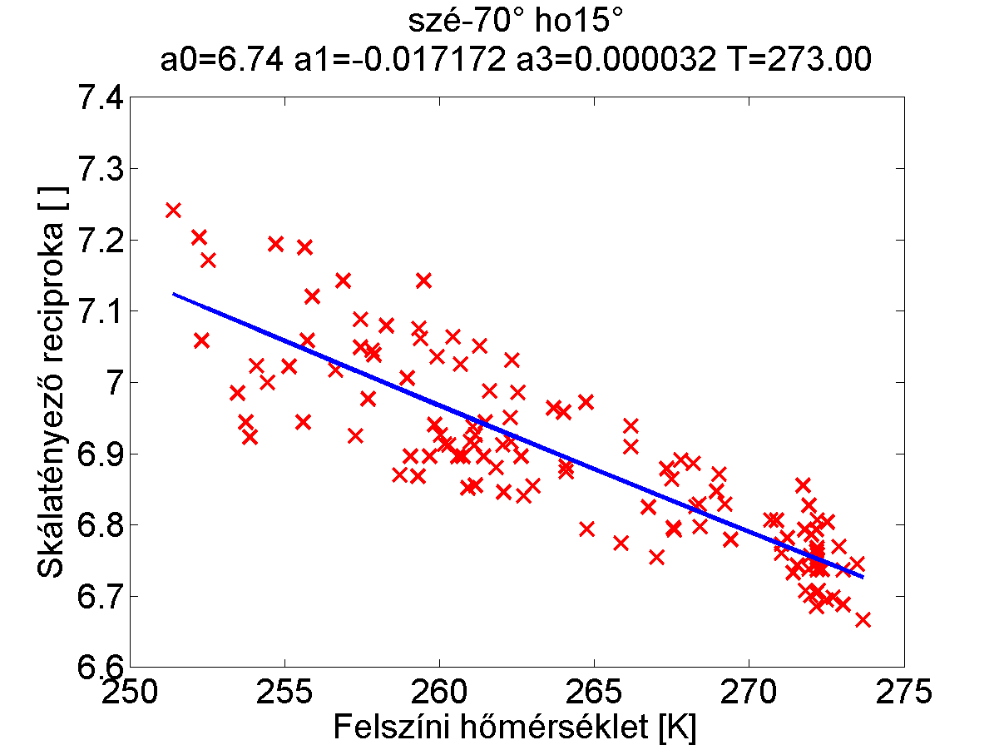 szé-70° ho15°
a0=6.74 a1=-0.017172 a3=0.000032 T=273.00
7.4
7.3
7.2
7.1
7
6.9
6.8
6.7
6.6
Skálatényező reciproka [ ]
250 255 260 265 270 275
Felszíni hőmérséklet [K]